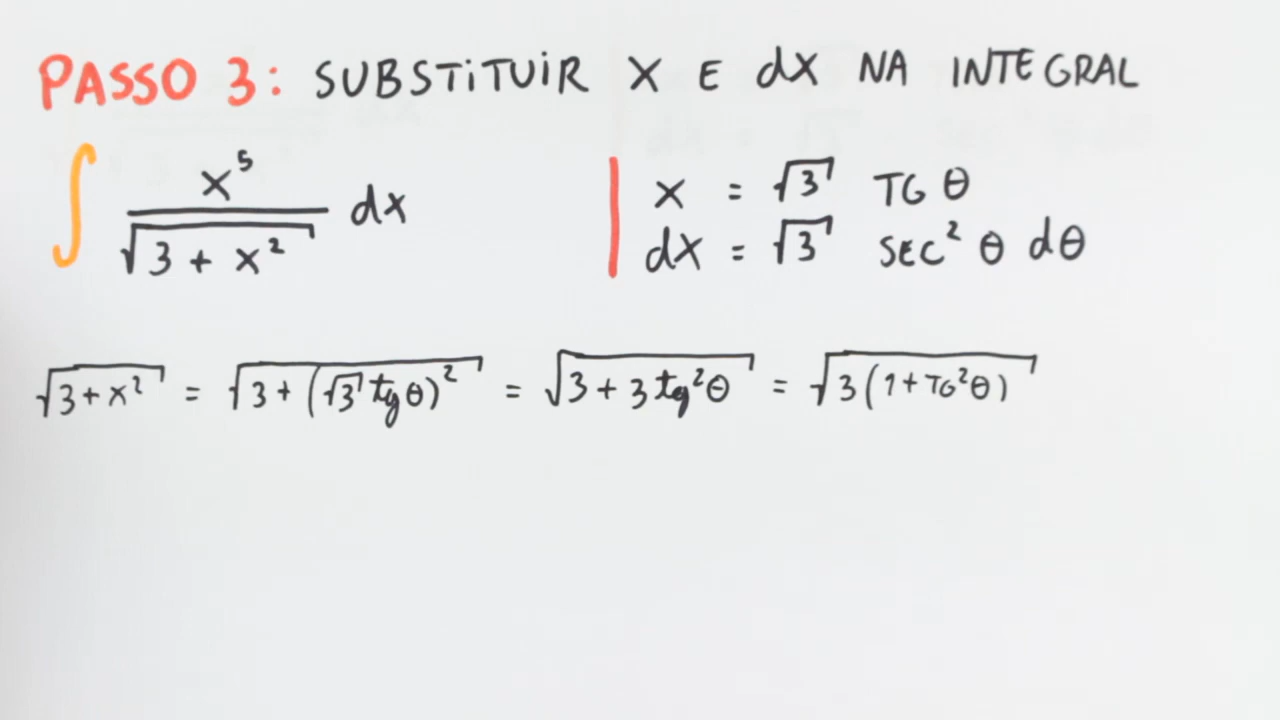 PASSO 3: SUBSTITUIR X E dX NA INTEGRAL
∫ x⁵ / √(3 + x²) dx
x = √3 TG θ
dx = √3 SEC² θ dθ
√(3+x²) = √(3+(√3 tg θ)²) = √(3+3tg²θ) = √(3(1+TG²θ))